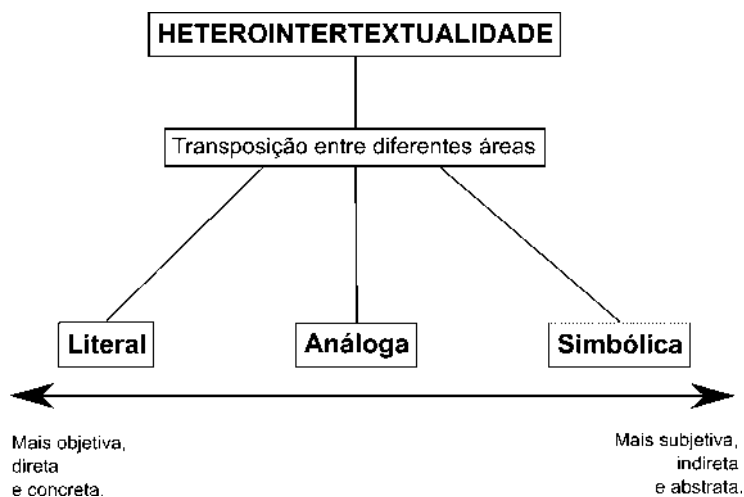 HETEROINTERTEXTUALIDADE
Transposição entre diferentes áreas
Literal
Análoga
Simbólica
Mais objetiva,
direta
e concreta.
Mais subjetiva,
indireta
e abstrata.